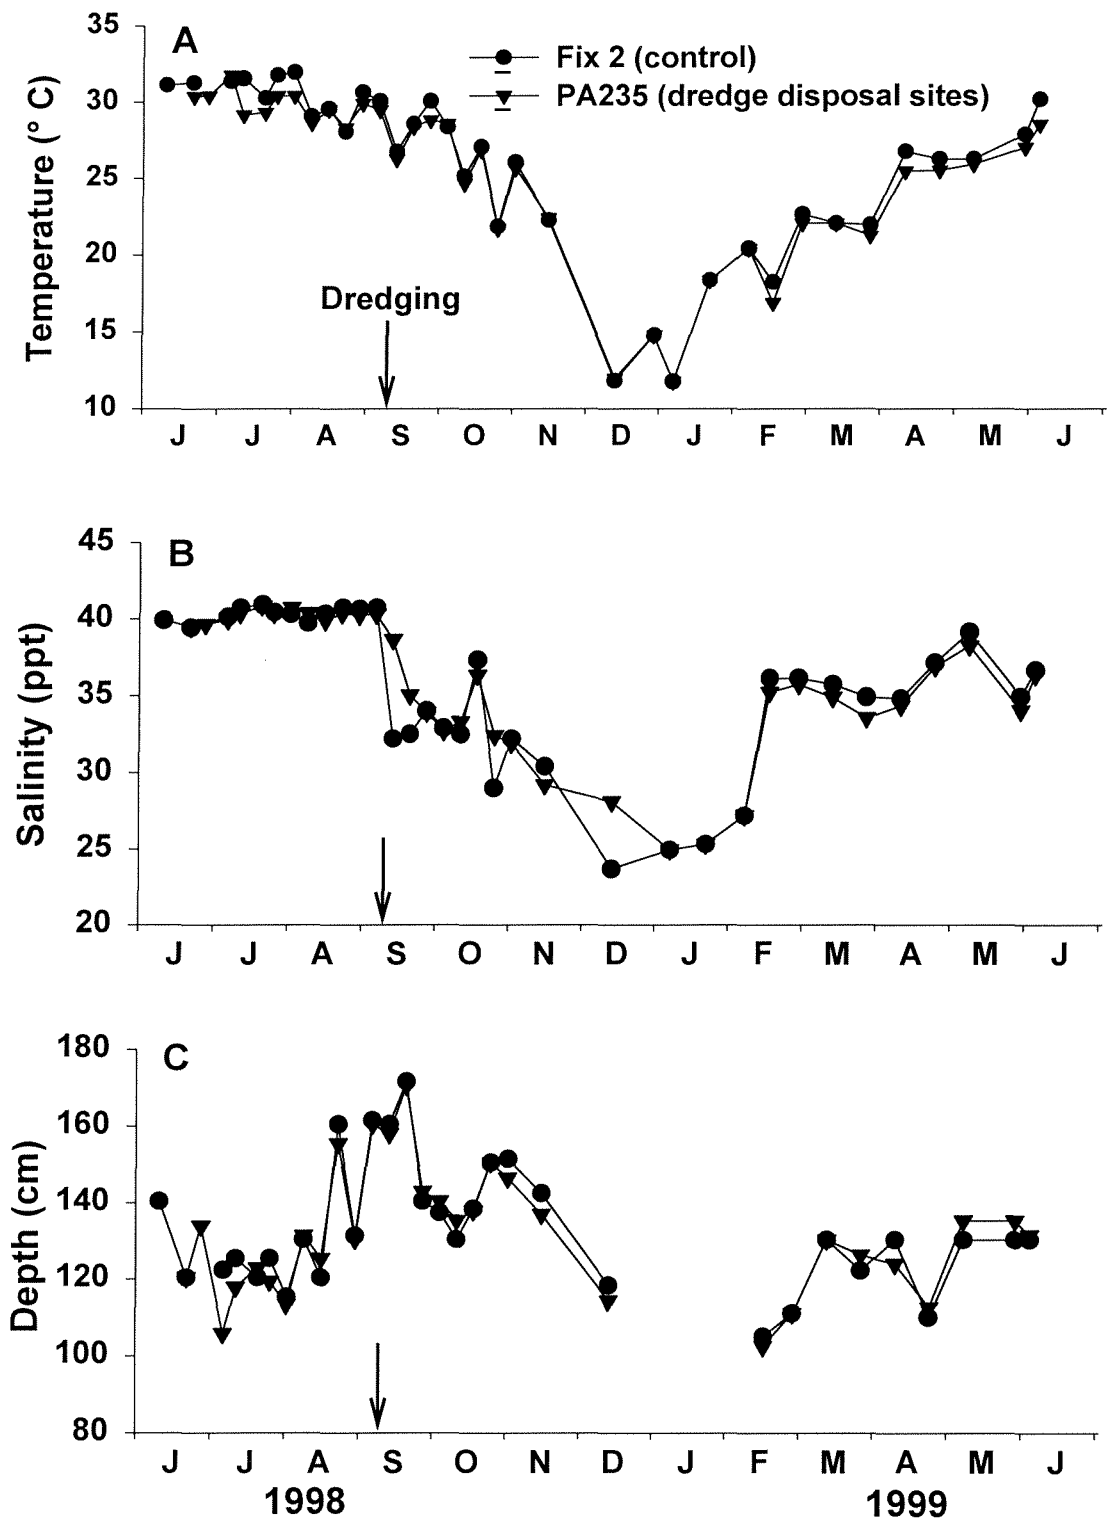 A
Fix 2 (control)
PA235 (dredge disposal sites)
Temperature (° C)
35
30
25
20
15
10
Dredging
J J A S O N D J F M A M J
B
Salinity (ppt)
45
40
35
30
25
20
J J A S O N D J F M A M J
C
Depth (cm)
180
160
140
120
100
80
J J A S O N D J F M A M J
1998 1999